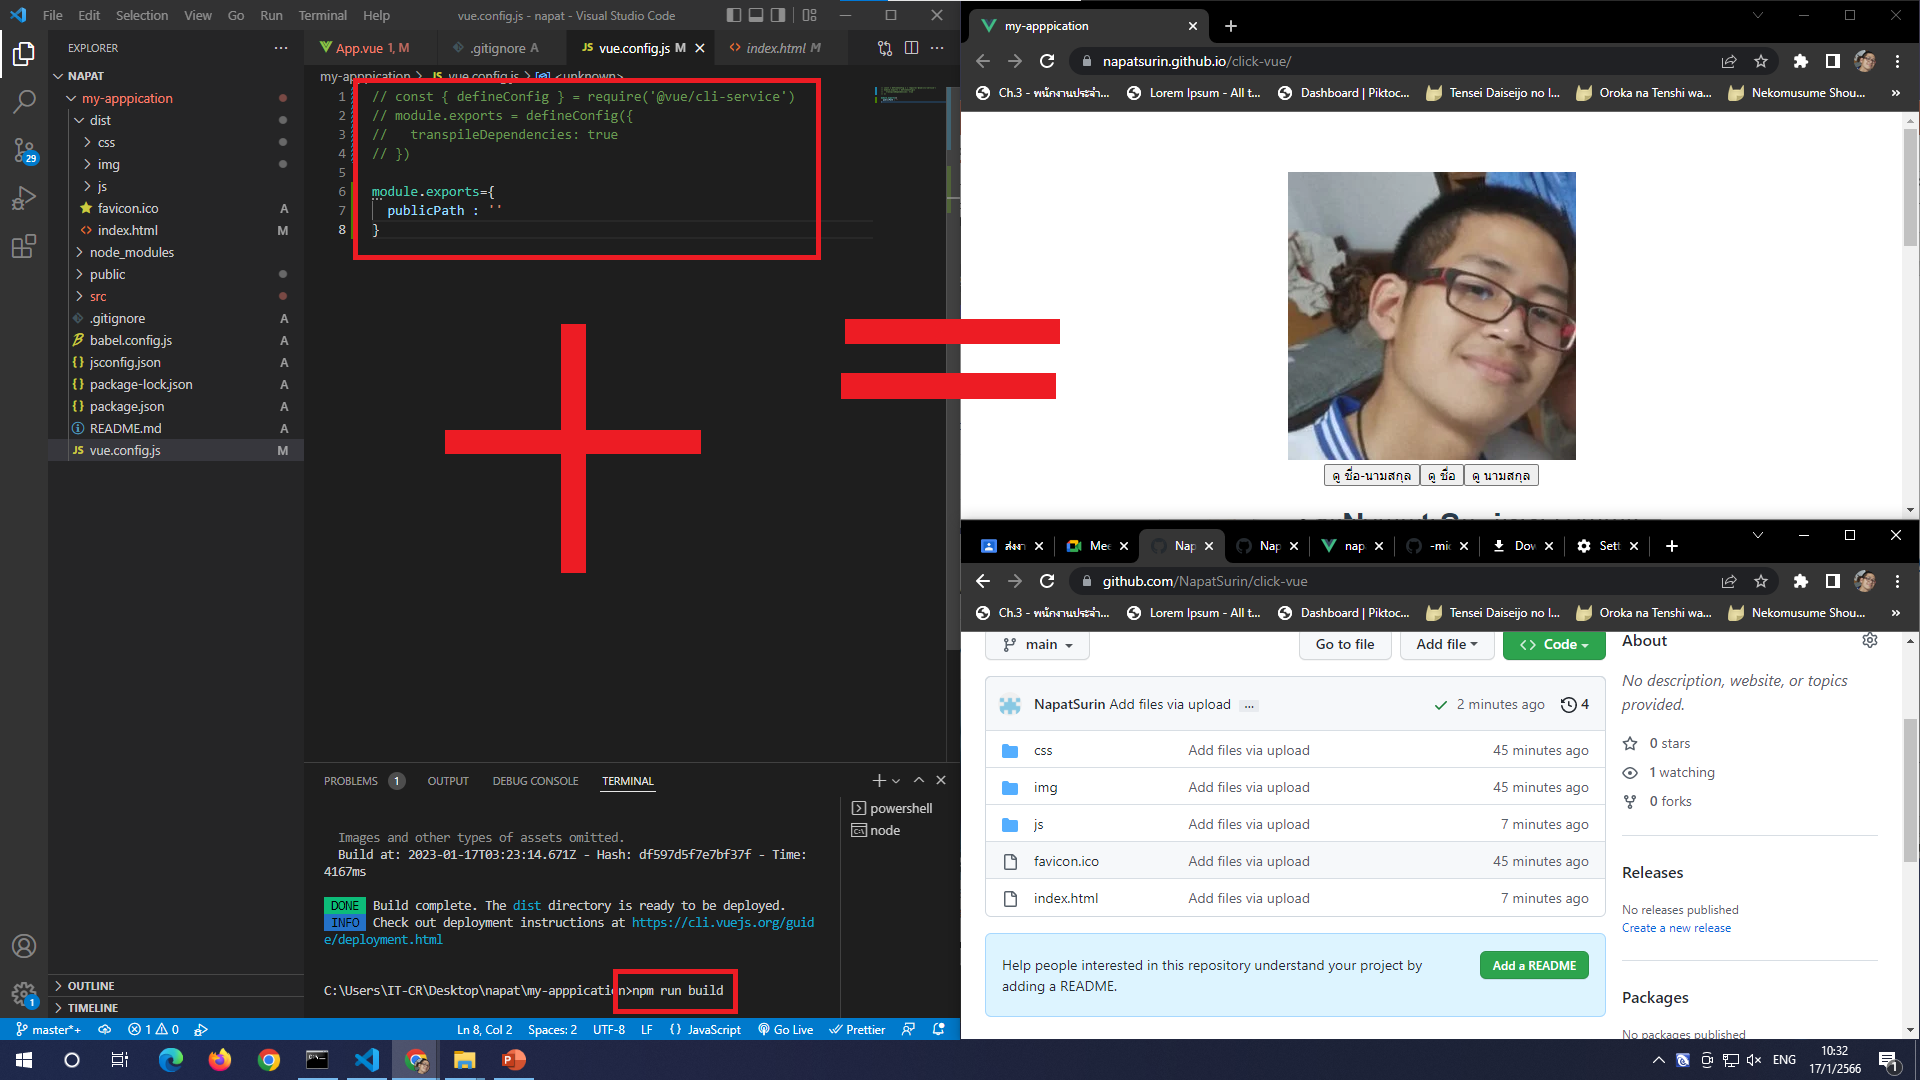 File Edit Selection View Go Run Terminal Help
vue.config.js - napat - Visual Studio Code
EXPLORER
NAPAT
my-apppication
dist
css
img
js
favicon.ico A
index.html M
node_modules
public
src
.gitignore A
babel.config.js A
jsconfig.json A
package-lock.json A
package.json A
README.md A
vue.config.js M
OUTLINE
TIMELINE
29
1
App.vue 1, M
.gitignore A
vue.config.js M
index.html M
my-apppication > JS vue.config.js > <unknown>
1 // const { defineConfig } = require('@vue/cli-service')
2 // module.exports = defineConfig({
3 //   transpileDependencies: true
4 // })
5
6 module.exports={
7   publicPath : ''
8 }
PROBLEMS 1 OUTPUT DEBUG CONSOLE TERMINAL
powershell
node
Images and other types of assets omitted.
Build at: 2023-01-17T03:23:14.671Z - Hash: df597d5f7e7bf37f - Time:
4167ms
DONE Build complete. The dist directory is ready to be deployed.
INFO Check out deployment instructions at https://cli.vuejs.org/guid
e/deployment.html
C:\Users\IT-CR\Desktop\napat\my-apppication>npm run build
master*+ 1 0 Ln 8, Col 2 Spaces: 2 UTF-8 LF { } JavaScript Go Live Prettier
my-apppication
napatsurin.github.io/click-vue/
Ch.3 - พนักงานประจำ... Lorem Ipsum - All t... Dashboard | Piktoc... Tensei Daiseijo no l... Oroka na Tenshi wa... Nekomusume Shou... »
ดู ชื่อ-นามสกุล ดู ชื่อ ดู นามสกุล
ส่งงา Mee Nap Nap nap -mic Dow Sett
github.com/NapatSurin/click-vue
Ch.3 - พนักงานประจำ... Lorem Ipsum - All t... Dashboard | Piktoc... Tensei Daiseijo no l... Oroka na Tenshi wa... Nekomusume Shou... »
main Go to file Add file Code
NapatSurin Add files via upload ... 2 minutes ago 4
css Add files via upload 45 minutes ago
img Add files via upload 45 minutes ago
js Add files via upload 7 minutes ago
favicon.ico Add files via upload 45 minutes ago
index.html Add files via upload 7 minutes ago
Help people interested in this repository understand your project by
adding a README.
Add a README
About
No description, website, or topics
provided.
0 stars
1 watching
0 forks
Releases
No releases published
Create a new release
Packages
No packages published
ENG
10:32
17/1/2566
1